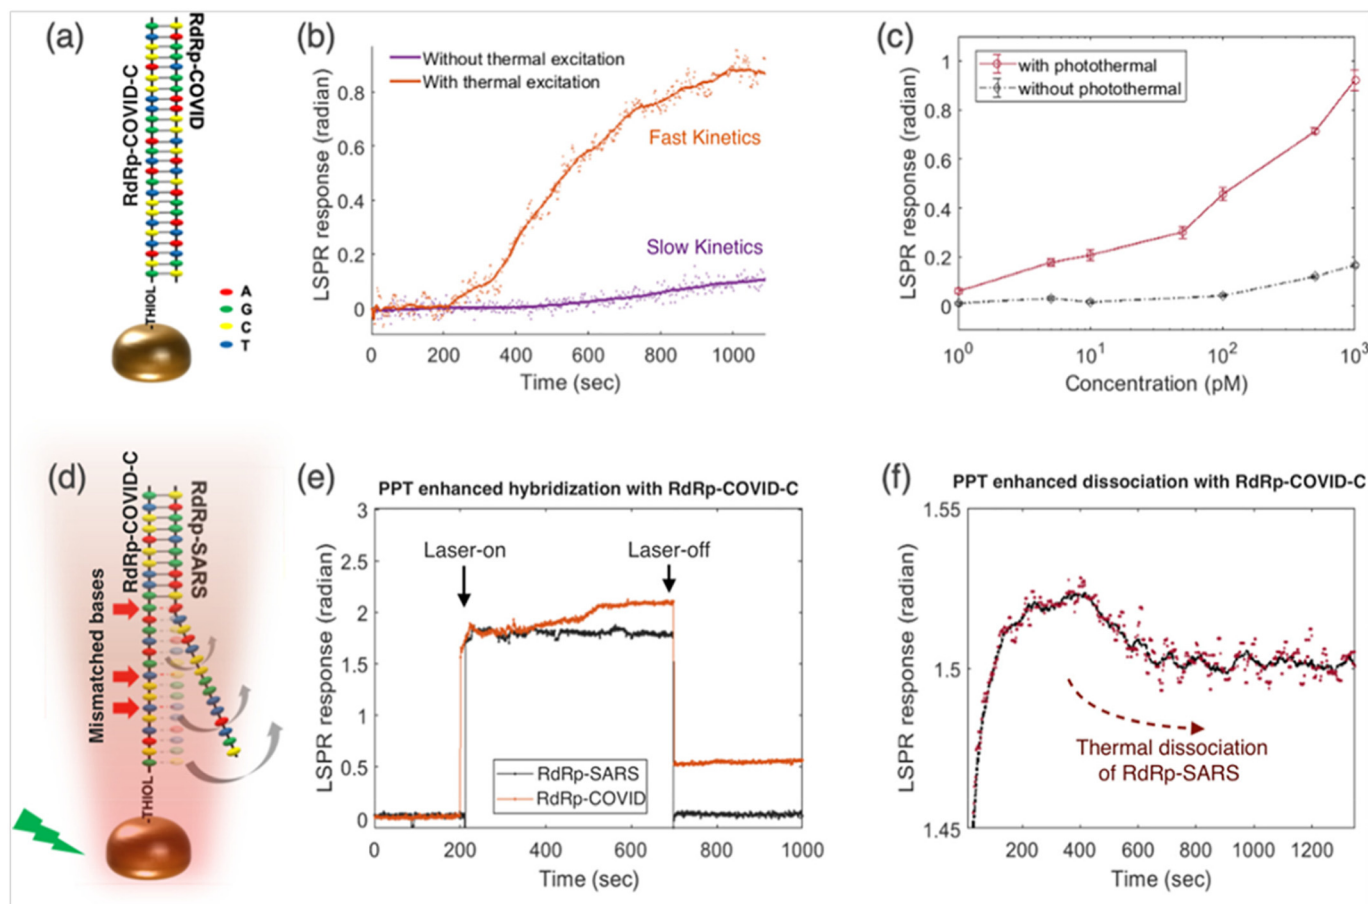 (a)
RdRp-COVID-C
RdRp-COVID
-THIOL-
A
G
C
T
(b)
Without thermal excitation
With thermal excitation
Fast Kinetics
Slow Kinetics
LSPR response (radian)
0.8
0.6
0.4
0.2
0
0 200 400 600 800 1000
Time (sec)
(c)
with photothermal
without photothermal
LSPR response (radian)
1
0.8
0.6
0.4
0.2
0
10⁰ 10¹ 10² 10³
Concentration (pM)
(d)
RdRp-COVID-C
RdRp-SARS
Mismatched bases
-THIOL-
(e)
PPT enhanced hybridization with RdRp-COVID-C
Laser-on Laser-off
LSPR response (radian)
3
2.5
2
1.5
1
0.5
0
RdRp-SARS
RdRp-COVID
0 200 400 600 800 1000
Time (sec)
(f)
PPT enhanced dissociation with RdRp-COVID-C
LSPR response (radian)
1.55
1.5
1.45
Thermal dissociation
of RdRp-SARS
200 400 600 800 1000 1200
Time (sec)